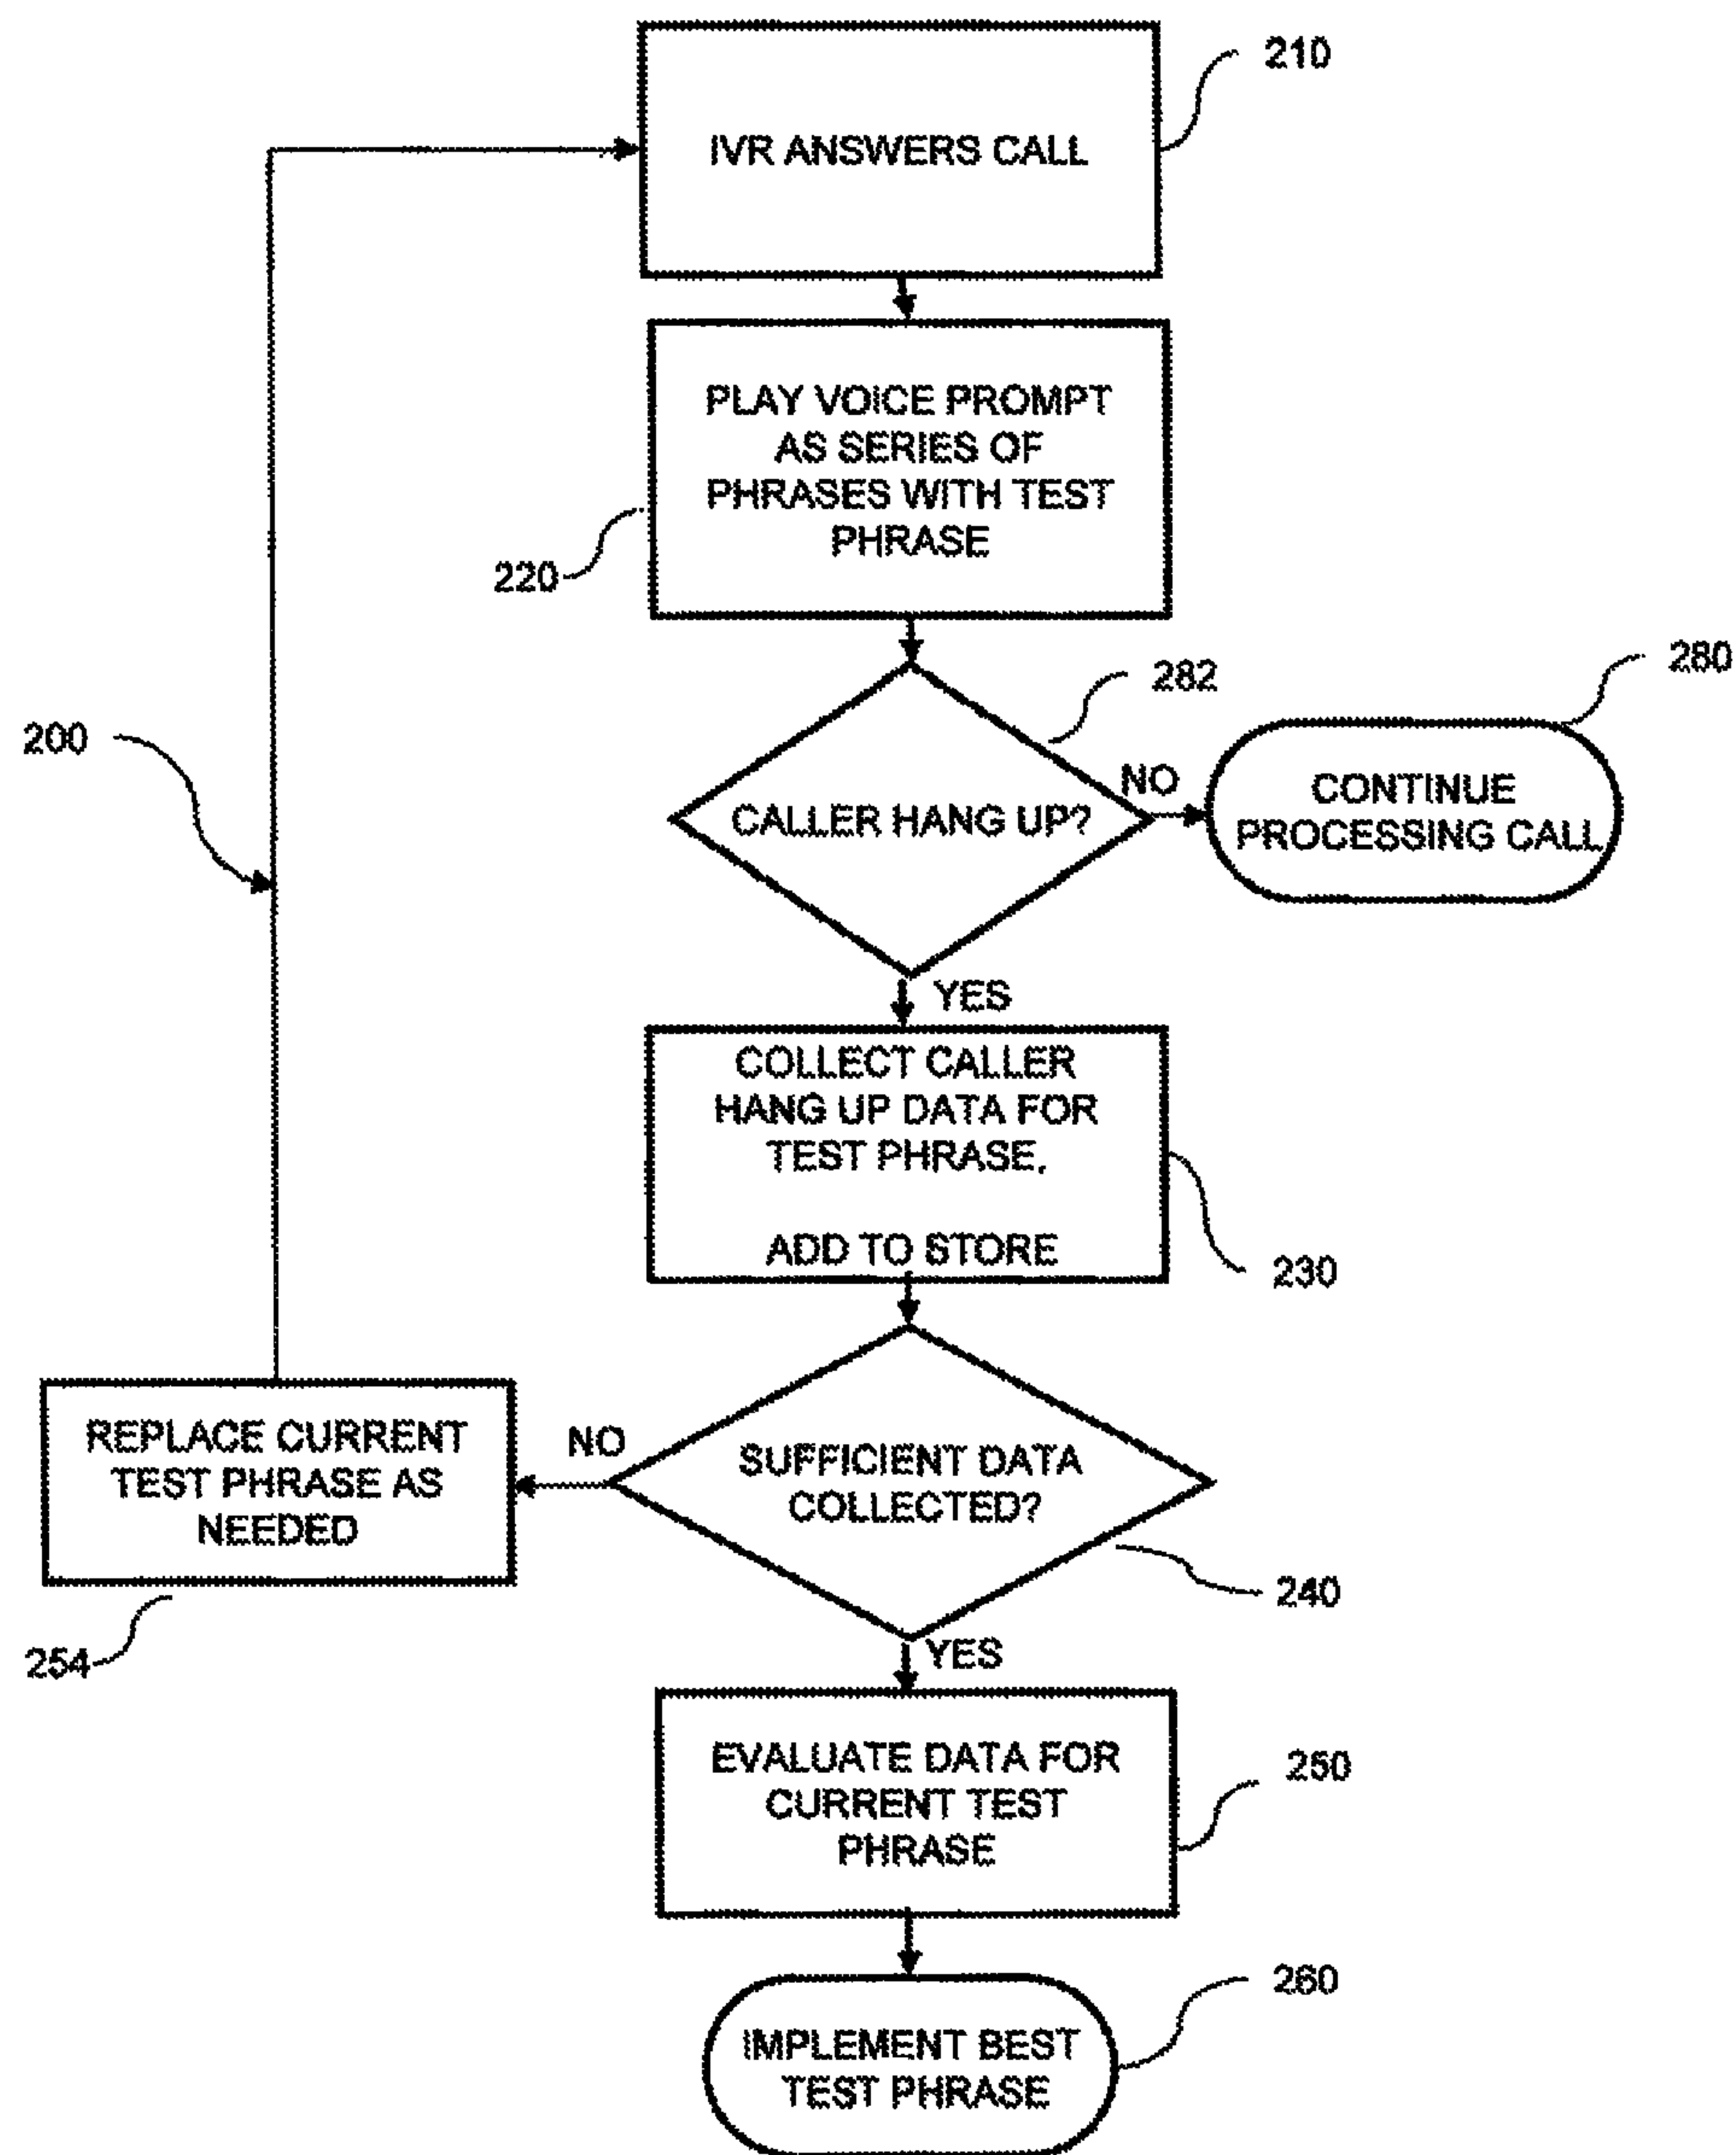 210
IVR ANSWERS CALL
PLAY VOICE PROMPT
AS SERIES OF
PHRASES WITH TEST
PHRASE
220
282
280
200
CALLER HANG UP?
NO
CONTINUE
PROCESSING CALL
YES
COLLECT CALLER
HANG UP DATA FOR
TEST PHRASE.
ADD TO STORE
230
REPLACE CURRENT
TEST PHRASE AS
NEEDED
NO
SUFFICIENT DATA
COLLECTED?
240
254
YES
EVALUATE DATA FOR
CURRENT TEST
PHRASE
250
260
IMPLEMENT BEST
TEST PHRASE